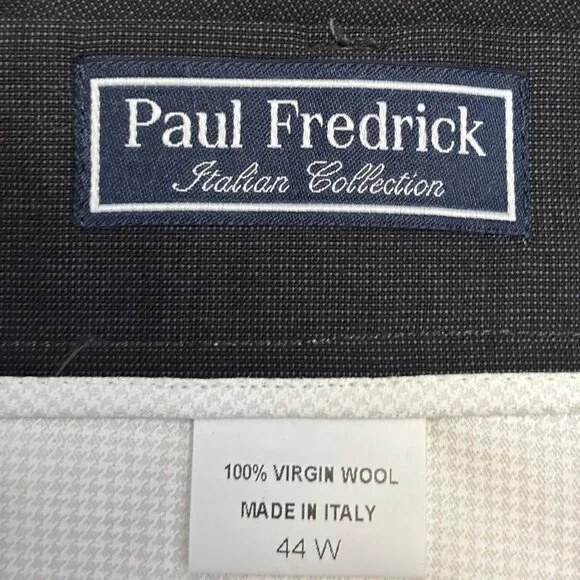 Paul Fredrick
Italian Collection
100% VIRGIN WOOL
MADE IN ITALY
44 W